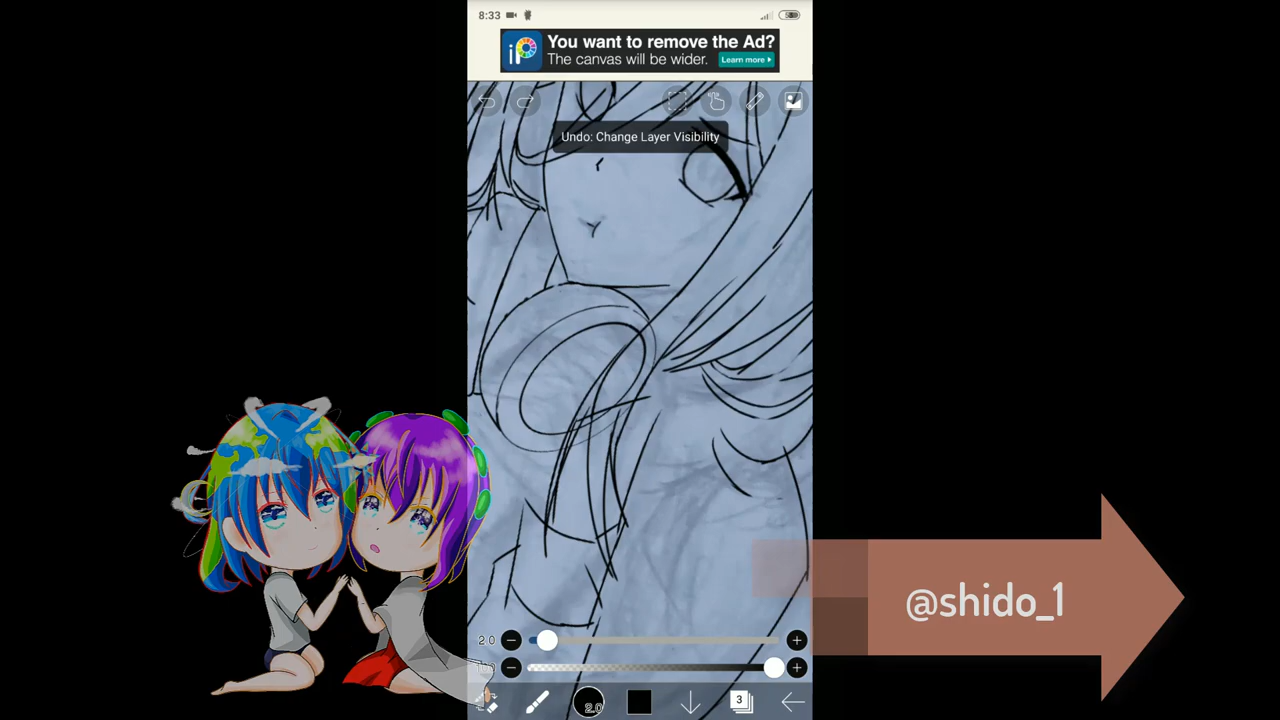 8:33
iP
You want to remove the Ad?
The canvas will be wider.
Learn more
Undo: Change Layer Visibility
2.0
2.0
3
@shido_1